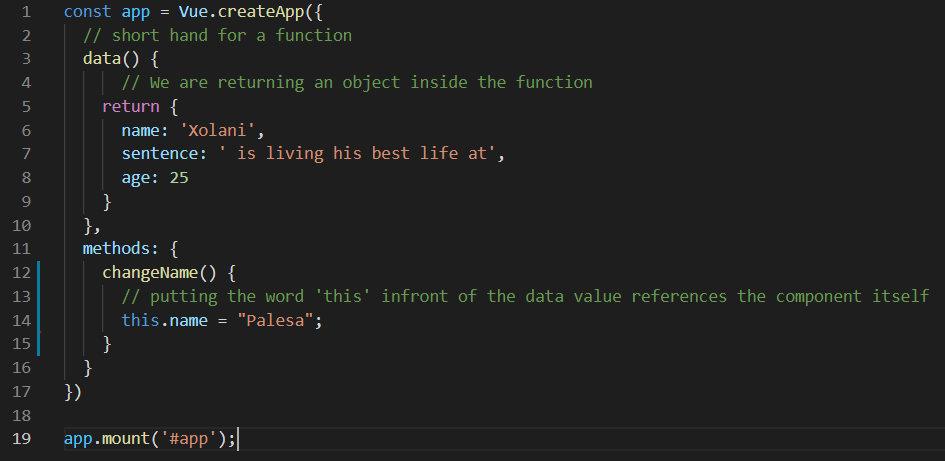 1 const app = Vue.createApp({
2 // short hand for a function
3 data() {
4 // We are returning an object inside the function
5 return {
6 name: 'Xolani',
7 sentence: ' is living his best life at',
8 age: 25
9 }
10 },
11 methods: {
12 changeName() {
13 // putting the word 'this' infront of the data value references the component itself
14 this.name = "Palesa";
15 }
16 }
17 })
18
19 app.mount('#app');